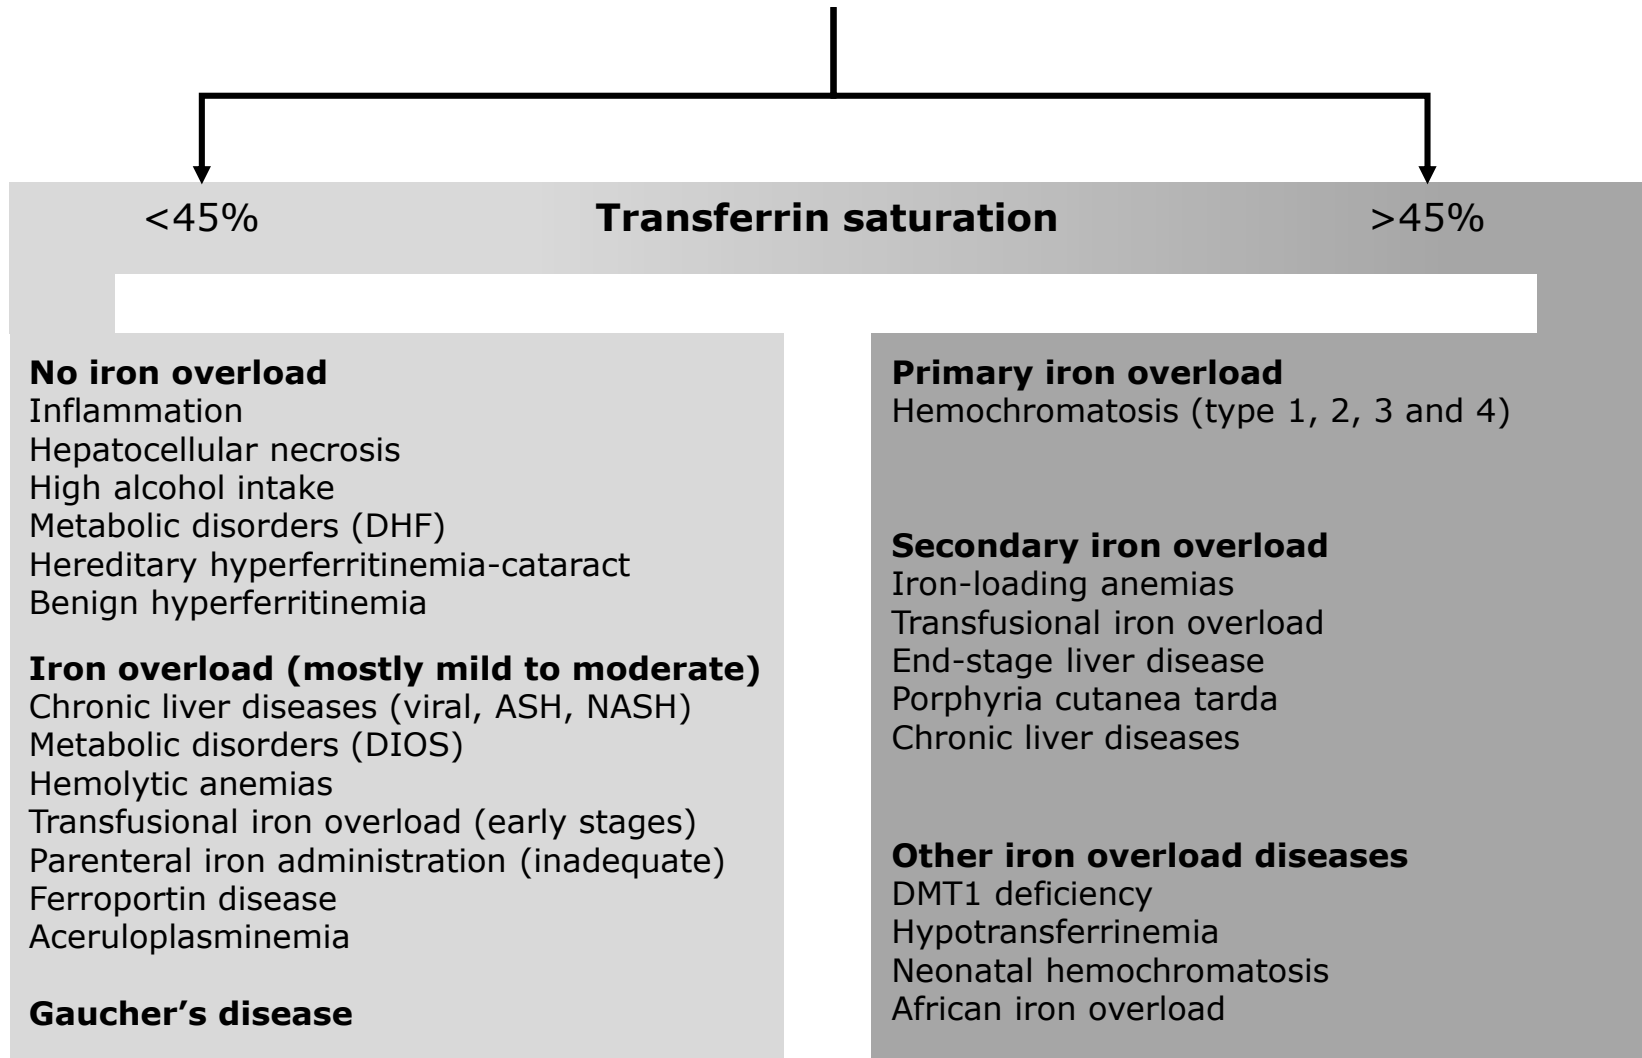 <45% Transferrin saturation >45%
No iron overload
Inflammation
Hepatocellular necrosis
High alcohol intake
Metabolic disorders (DHF)
Hereditary hyperferritinemia-cataract
Benign hyperferritinemia
Iron overload (mostly mild to moderate)
Chronic liver diseases (viral, ASH, NASH)
Metabolic disorders (DIOS)
Hemolytic anemias
Transfusional iron overload (early stages)
Parenteral iron administration (inadequate)
Ferroportin disease
Aceruloplasminemia
Gaucher’s disease
Primary iron overload
Hemochromatosis (type 1, 2, 3 and 4)
Secondary iron overload
Iron-loading anemias
Transfusional iron overload
End-stage liver disease
Porphyria cutanea tarda
Chronic liver diseases
Other iron overload diseases
DMT1 deficiency
Hypotransferrinemia
Neonatal hemochromatosis
African iron overload